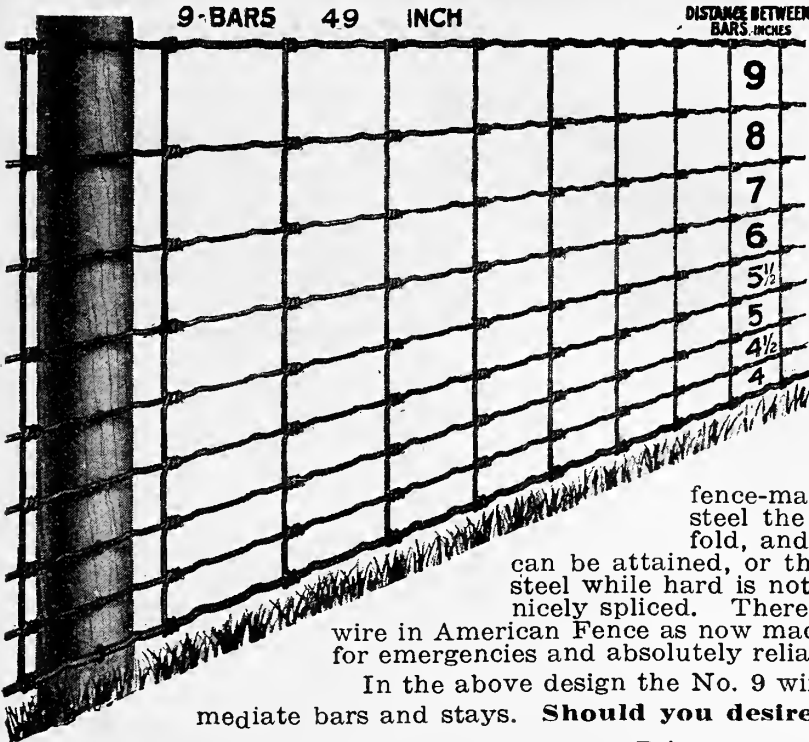 9-BARS 49 INCH
DISTANCE BETWEEN
BARS. INCHES
9
8
7
6
5½
5
4½
4
fence-ma
steel the
fold, and
can be attained, or th
steel while hard is not
nicely spliced. There
wire in American Fence as now mad
for emergencies and absolutely relia
In the above design the No. 9 wi
mediate bars and stays. Should you desire